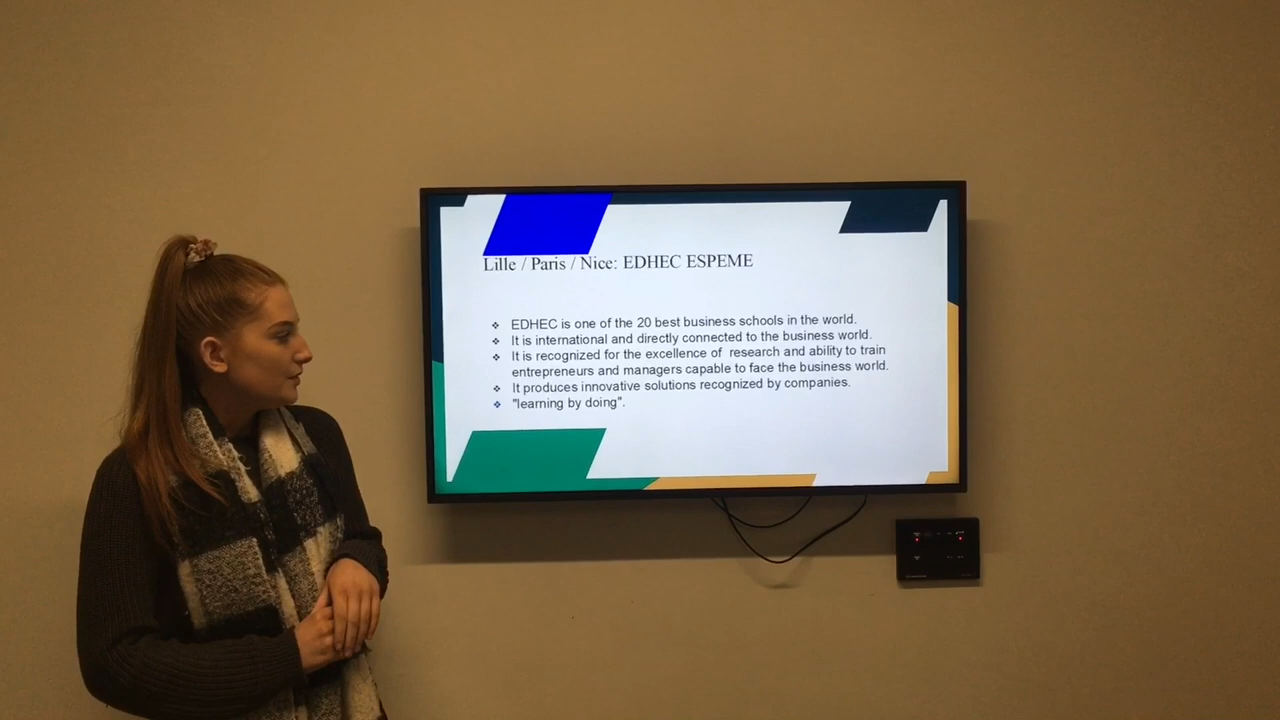 Lille / Paris / Nice: EDHEC ESPEME
❖ EDHEC is one of the 20 best business schools in the world.
❖ It is international and directly connected to the business world.
❖ It is recognized for the excellence of research and ability to train
entrepreneurs and managers capable to face the business world.
❖ It produces innovative solutions recognized by companies.
❖ "learning by doing".